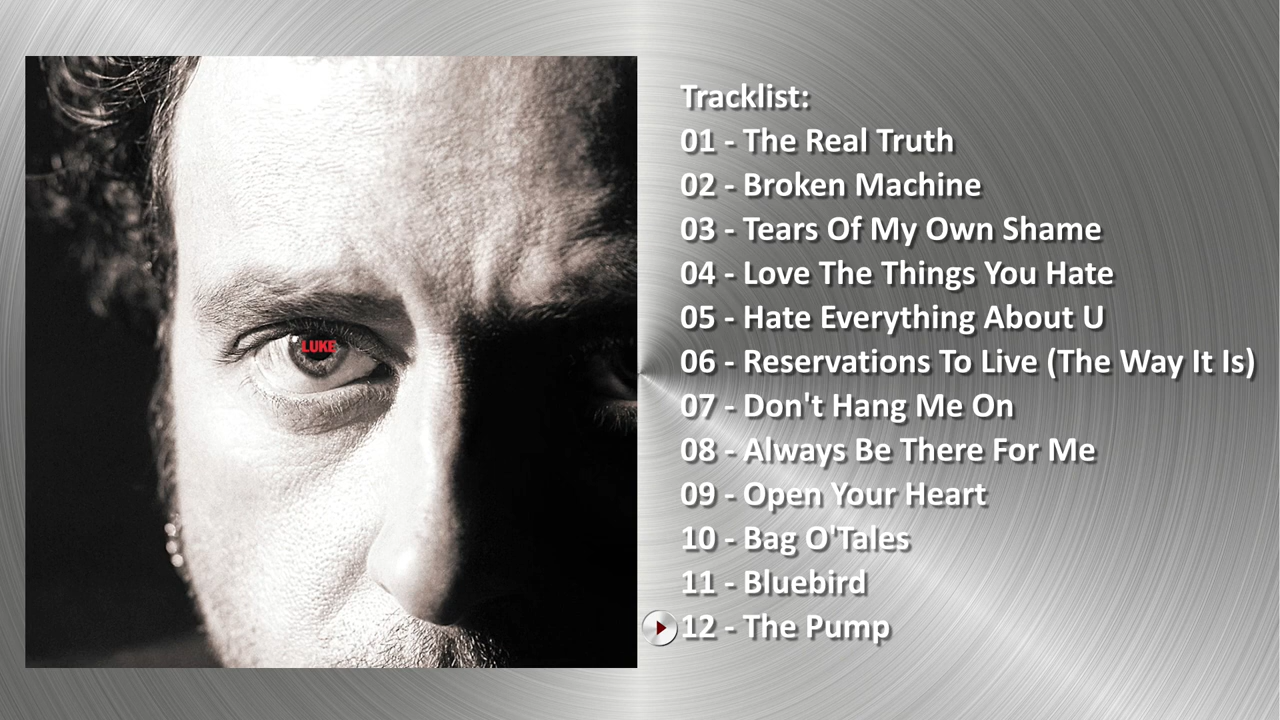 LUKE
Tracklist:
01 - The Real Truth
02 - Broken Machine
03 - Tears Of My Own Shame
04 - Love The Things You Hate
05 - Hate Everything About U
06 - Reservations To Live (The Way It Is)
07 - Don't Hang Me On
08 - Always Be There For Me
09 - Open Your Heart
10 - Bag O'Tales
11 - Bluebird
12 - The Pump